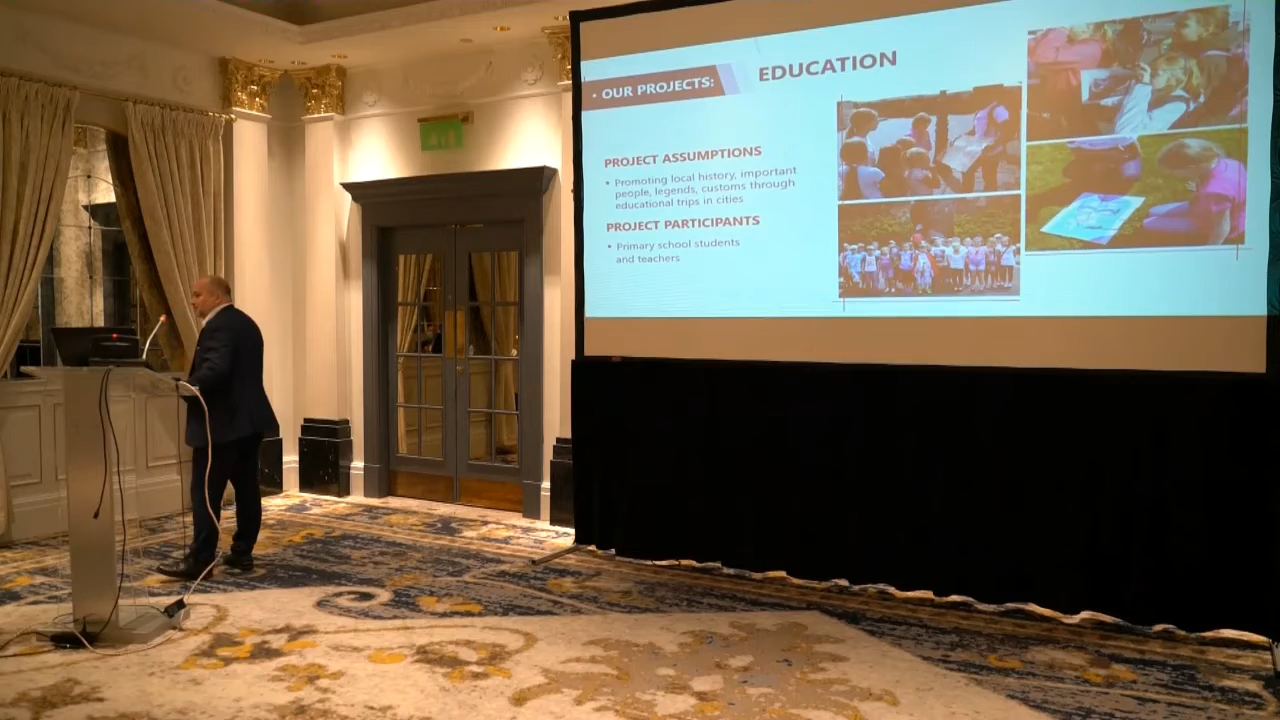 • OUR PROJECTS:
EDUCATION
PROJECT ASSUMPTIONS
• Promoting local history, important
people, legends, customs through
educational trips in cities
PROJECT PARTICIPANTS
• Primary school students
and teachers